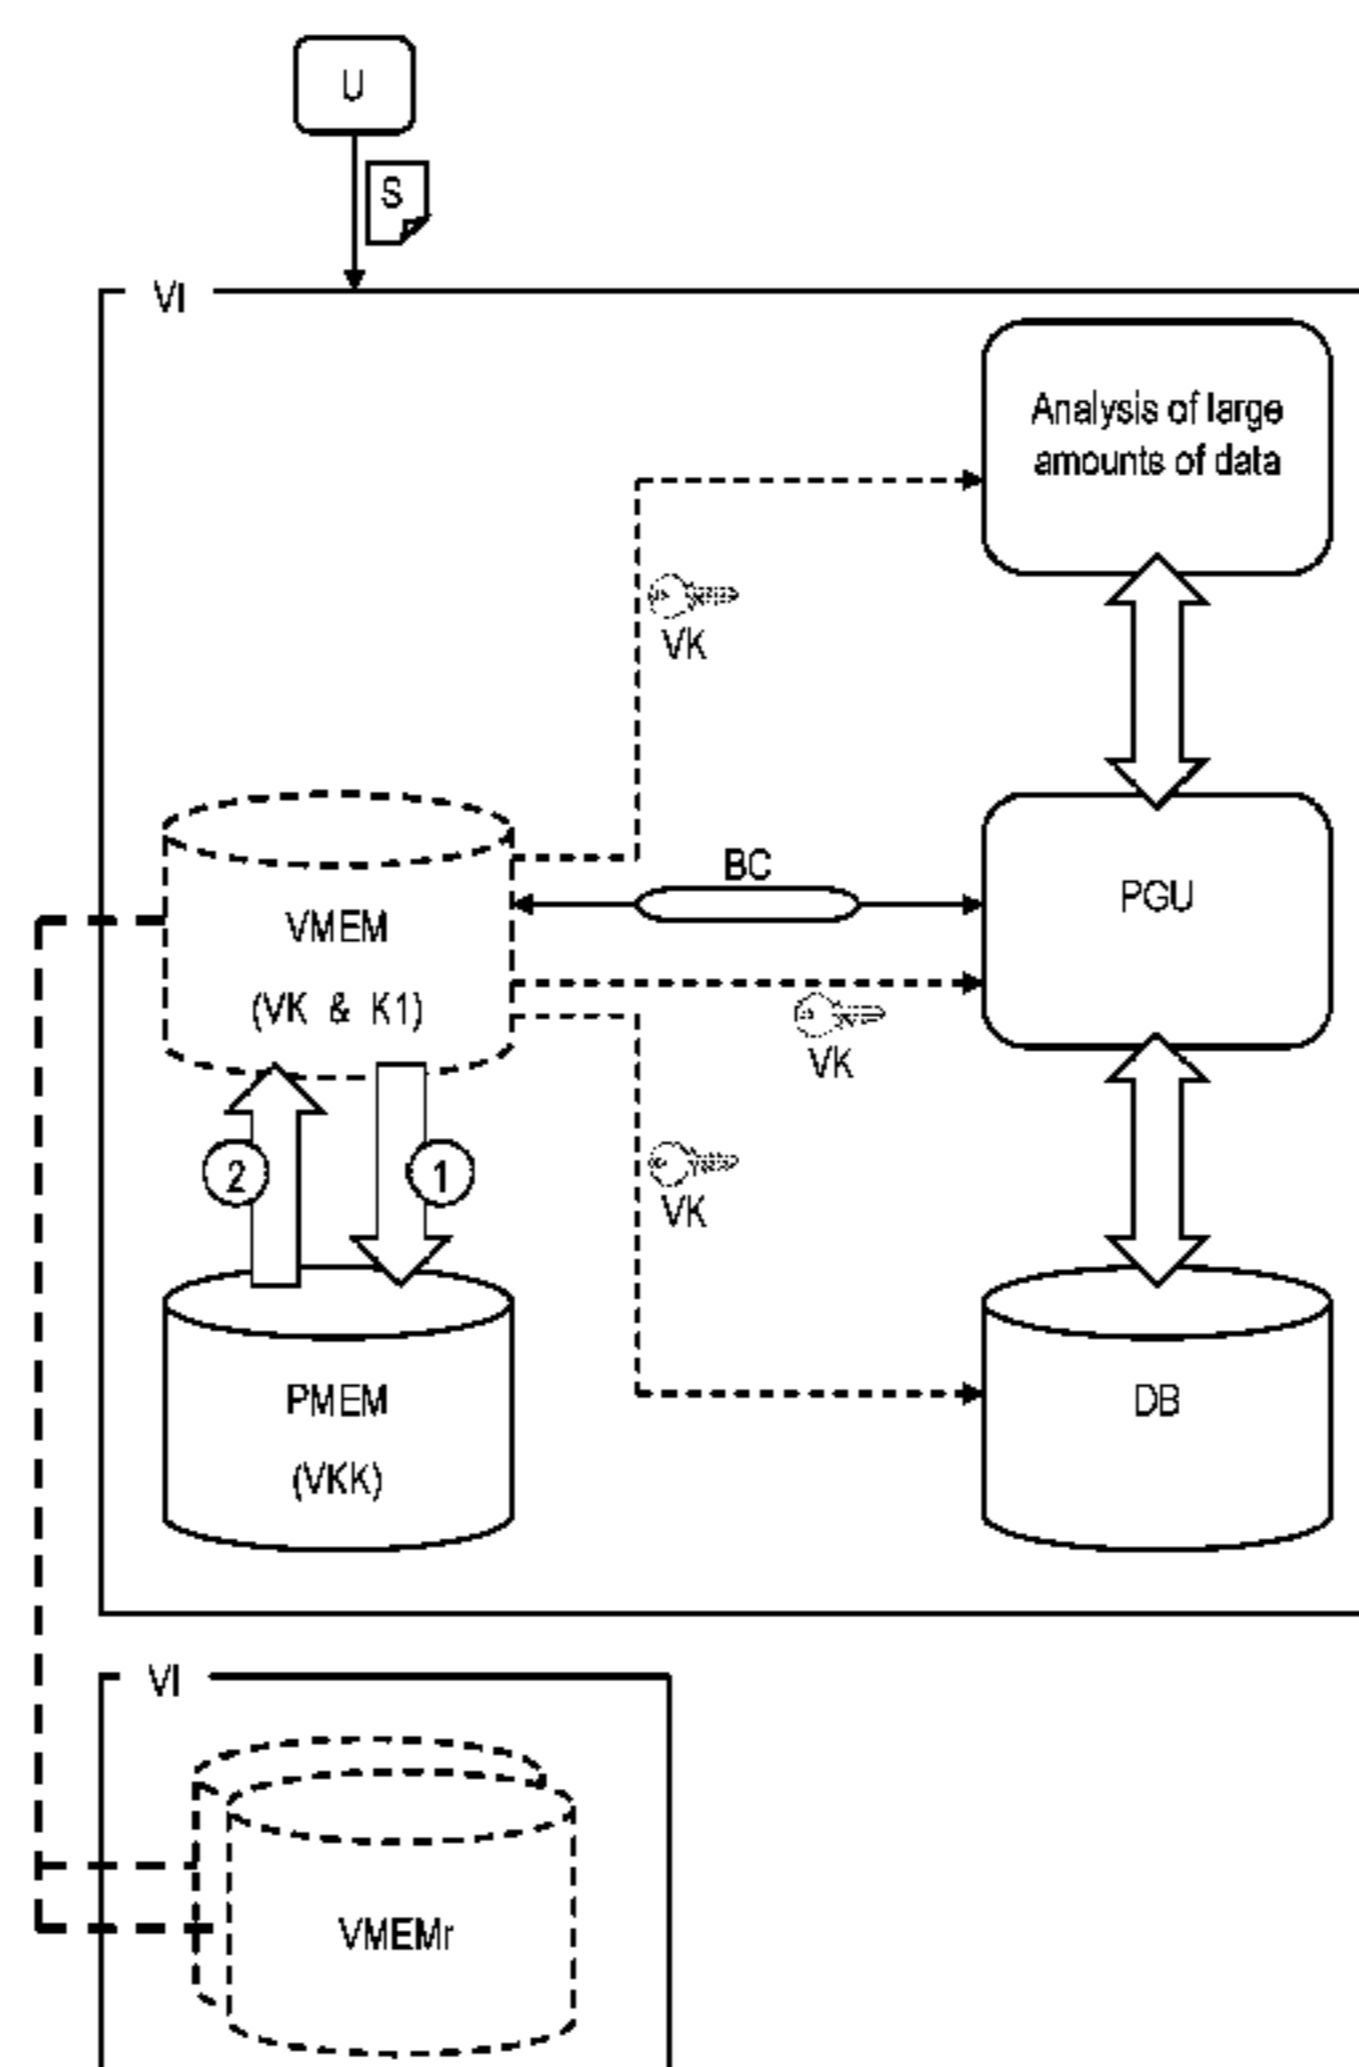 U
S
VI
Analysis of large
amounts of data
VK
BC
VMEM
(VK & K1)
PGU
VK
2
1
VK
PMEM
(VKK)
DB
VI
VMEMr